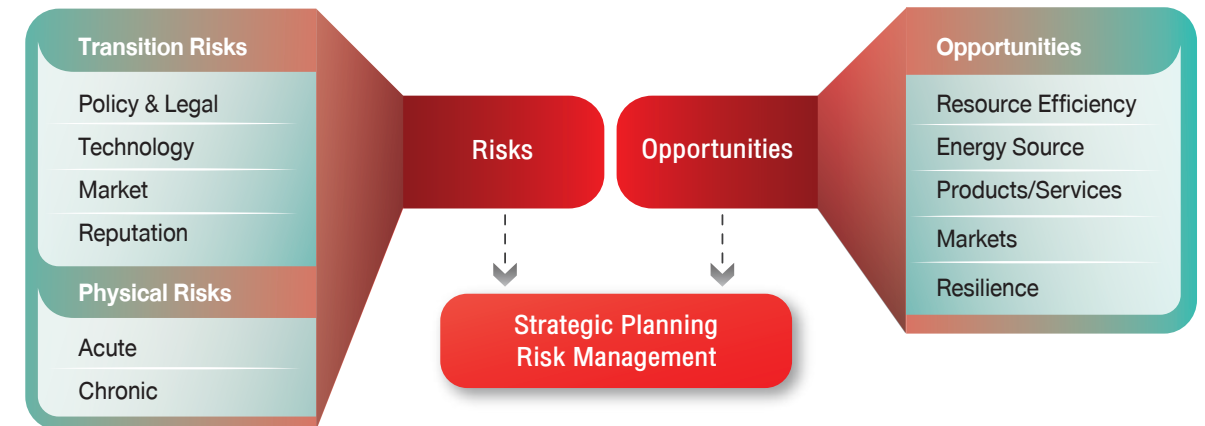 Transition Risks
Policy & Legal
Technology
Market
Reputation
Physical Risks
Acute
Chronic
Risks
Opportunities
Strategic Planning
Risk Management
Opportunities
Resource Efficiency
Energy Source
Products/Services
Markets
Resilience